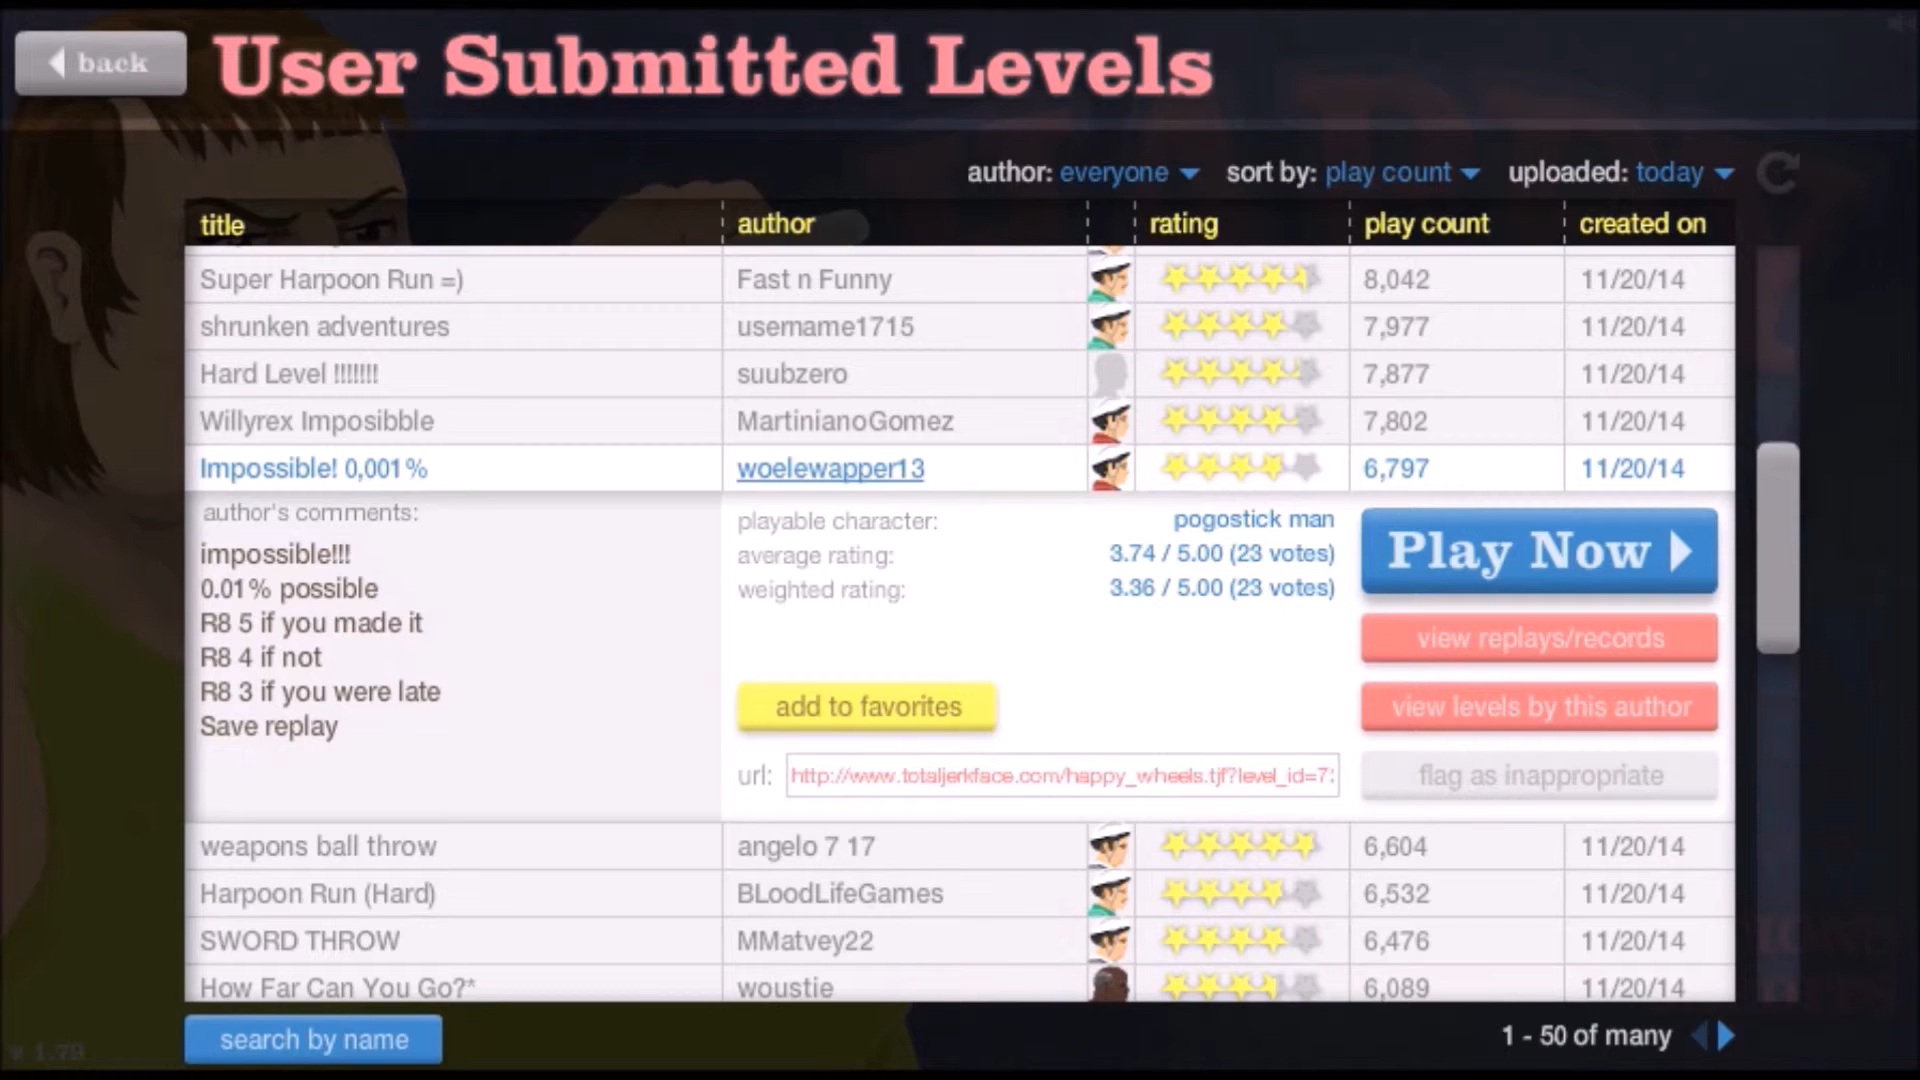 back
User Submitted Levels
author: everyone sort by: play count uploaded: today
title author rating play count created on
Super Harpoon Run =) Fast n Funny 8,042 11/20/14
shrunken adventures username1715 7,977 11/20/14
Hard Level !!!!!!! suubzero 7,877 11/20/14
Willyrex Imposibble MartinianoGomez 7,802 11/20/14
Impossible! 0,001% woelewapper13 6,797 11/20/14
author's comments:
impossible!!!
0.01% possible
R8 5 if you made it
R8 4 if not
R8 3 if you were late
Save replay
playable character: pogostick man
average rating: 3.74 / 5.00 (23 votes)
weighted rating: 3.36 / 5.00 (23 votes)
add to favorites
url: http://www.totaljerkface.com/happy_wheels.tjf?level_id=7
Play Now
view replays/records
view levels by this author
flag as inappropriate
weapons ball throw angelo 7 17 6,604 11/20/14
Harpoon Run (Hard) BLoodLifeGames 6,532 11/20/14
SWORD THROW MMatvey22 6,476 11/20/14
How Far Can You Go?* woustie 6,089 11/20/14
search by name
1 - 50 of many
v 1.79